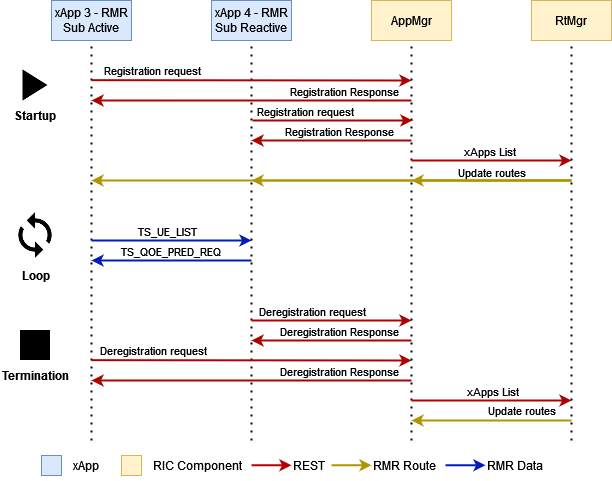 xApp 3 - RMR
Sub Active
xApp 4 - RMR
Sub Reactive
AppMgr
RtMgr
Registration request
Registration Response
Startup
Registration request
Registration Response
xApps List
Update routes
TS_UE_LIST
TS_QOE_PRED_REQ
Loop
Deregistration request
Deregistration Response
Deregistration request
Termination
Deregistration Response
xApps List
Update routes
xApp
RIC Component
REST
RMR Route
RMR Data